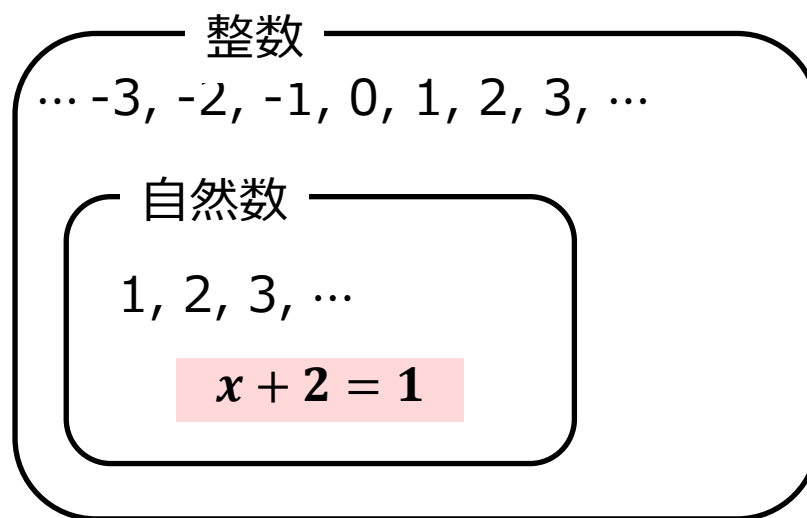 整数
… -3, -2, -1, 0, 1, 2, 3, …
自然数
1, 2, 3, …
x + 2 = 1